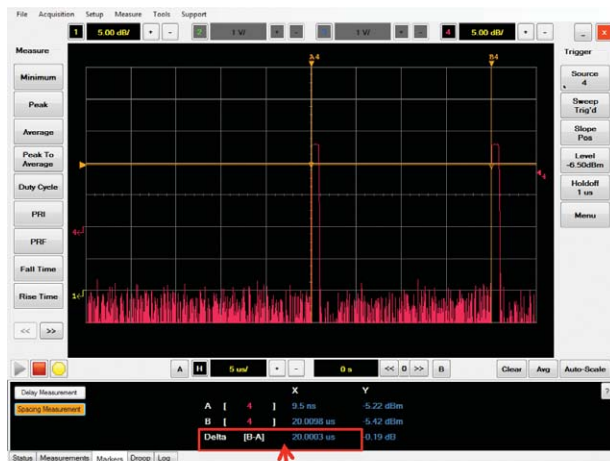 File Acquisition Setup Measure Tools Support
1 5.00 dB/ + - 2 1 V/ + - 3 1 V/ + - 4 5.00 dB/ + - _ x
Measure
Minimum
Peak
Average
Peak To
Average
Duty Cycle
PRI
PRF
Fall Time
Rise Time
<< >>
B4
4
1
4
Trigger
Source
4
Sweep
Trig'd
Slope
Pos
Level
-6.50dBm
Holdoff
1 us
Menu
A H 5 us/ + - 0 s << 0 >> B Clear Avg Auto-Scale
Delay Measurement
Spacing Measurement
X Y ?
A [ 4 ] 9.5 ns -5.22 dBm
B [ 4 ] 20.0098 us -5.42 dBm
Delta [B-A] 20.0003 us -0.19 dB
Status Measurements Markers Droop Log